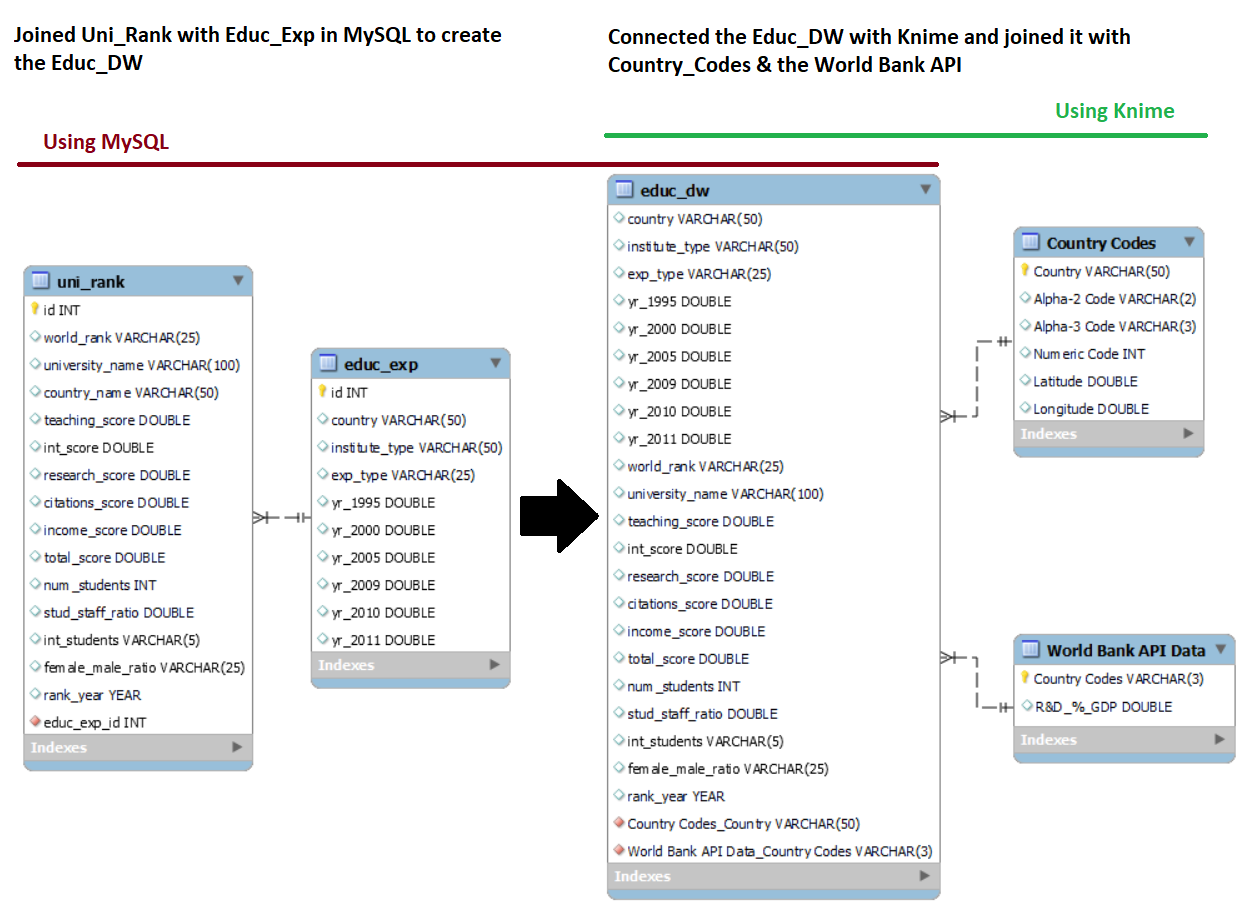 Joined Uni_Rank with Educ_Exp in MySQL to create
the Educ_DW
Connected the Educ_DW with Knime and joined it with
Country_Codes & the World Bank API
Using MySQL
Using Knime
uni_rank
id INT
world_rank VARCHAR(25)
university_name VARCHAR(100)
country_name VARCHAR(50)
teaching_score DOUBLE
int_score DOUBLE
research_score DOUBLE
citations_score DOUBLE
income_score DOUBLE
total_score DOUBLE
num_students INT
stud_staff_ratio DOUBLE
int_students VARCHAR(5)
female_male_ratio VARCHAR(25)
rank_year YEAR
educ_exp_id INT
Indexes
educ_exp
id INT
country VARCHAR(50)
institute_type VARCHAR(50)
exp_type VARCHAR(25)
yr_1995 DOUBLE
yr_2000 DOUBLE
yr_2005 DOUBLE
yr_2009 DOUBLE
yr_2010 DOUBLE
yr_2011 DOUBLE
Indexes
educ_dw
country VARCHAR(50)
institute_type VARCHAR(50)
exp_type VARCHAR(25)
yr_1995 DOUBLE
yr_2000 DOUBLE
yr_2005 DOUBLE
yr_2009 DOUBLE
yr_2010 DOUBLE
yr_2011 DOUBLE
world_rank VARCHAR(25)
university_name VARCHAR(100)
teaching_score DOUBLE
int_score DOUBLE
research_score DOUBLE
citations_score DOUBLE
income_score DOUBLE
total_score DOUBLE
num_students INT
stud_staff_ratio DOUBLE
int_students VARCHAR(5)
female_male_ratio VARCHAR(25)
rank_year YEAR
Country Codes_Country VARCHAR(50)
World Bank API Data_Country Codes VARCHAR(3)
Indexes
Country Codes
Country VARCHAR(50)
Alpha-2 Code VARCHAR(2)
Alpha-3 Code VARCHAR(3)
Numeric Code INT
Latitude DOUBLE
Longitude DOUBLE
Indexes
World Bank API Data
Country Codes VARCHAR(3)
R&D_%_GDP DOUBLE
Indexes